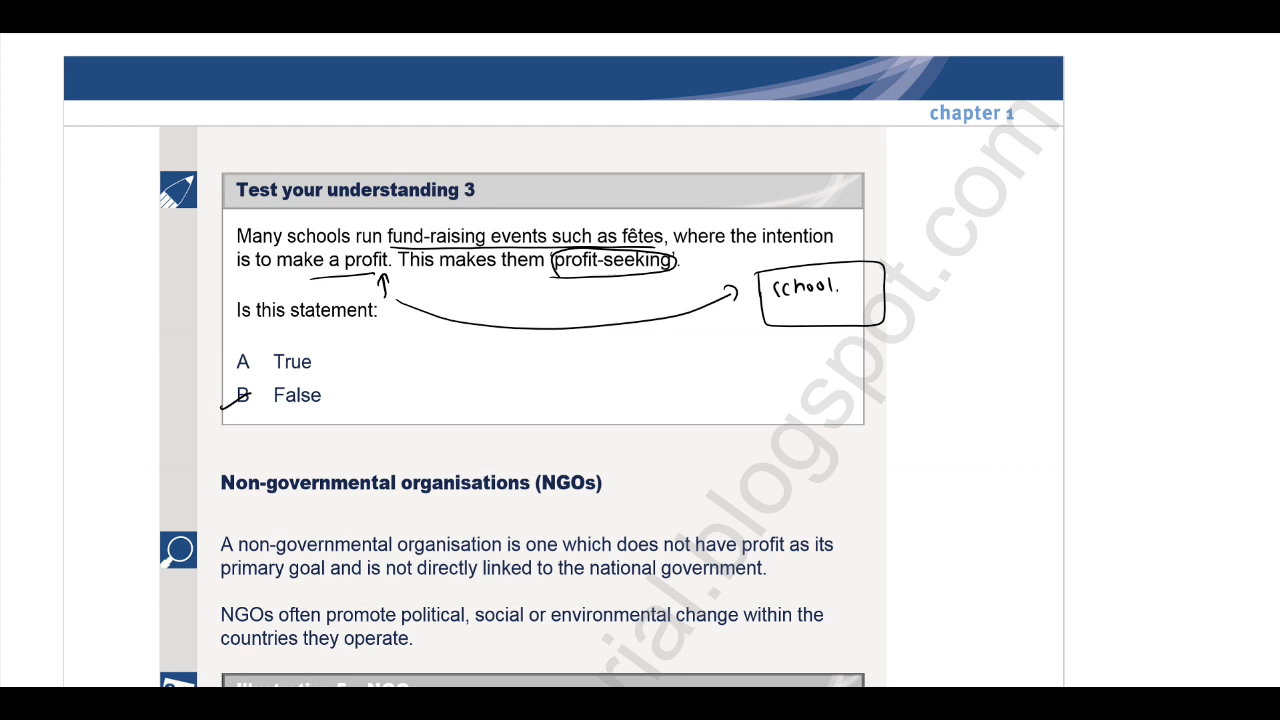 chapter 1
Test your understanding 3
Many schools run fund-raising events such as fêtes, where the intention
is to make a profit. This makes them 'profit-seeking'.
school.
Is this statement:
A True
B False
Non-governmental organisations (NGOs)
A non-governmental organisation is one which does not have profit as its
primary goal and is not directly linked to the national government.
NGOs often promote political, social or environmental change within the
countries they operate.
rial.blogspot.com